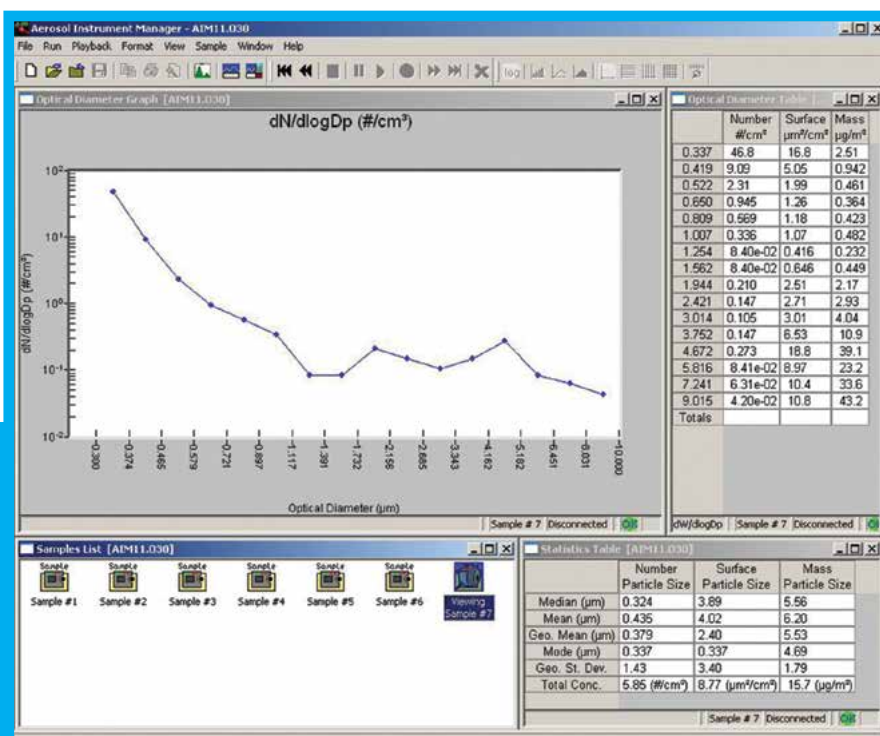 Aerosol Instrument Manager - AIM11.030
File Run Playback Format View Sample Window Help
log
Optical Diameter Graph [AIM11.030]
dN/dlogDp (#/cm³)
dN/dlogDp (#/cm³)
10²
10¹
10⁰
10⁻¹
10⁻²
0.300 0.374 0.465 0.579 0.721 0.897 1.117 1.391 1.732 2.156 2.685 3.343 4.162 5.182 6.451 8.031 10.000
Optical Diameter (µm)
Sample # 7 Disconnected
Optical Diameter Table [...
Number Surface Mass
#/cm³ µm²/cm³ µg/m³
0.337 46.8 16.8 2.51
0.419 9.09 5.05 0.942
0.522 2.31 1.99 0.461
0.650 0.945 1.26 0.364
0.809 0.569 1.18 0.423
1.007 0.336 1.07 0.482
1.254 8.40e-02 0.416 0.232
1.562 8.40e-02 0.646 0.449
1.944 0.210 2.51 2.17
2.421 0.147 2.71 2.93
3.014 0.105 3.01 4.04
3.752 0.147 6.53 10.9
4.672 0.273 18.8 39.1
5.816 8.41e-02 8.97 23.2
7.241 6.31e-02 10.4 33.6
9.015 4.20e-02 10.8 43.2
Totals
dW/dlogDp Sample # 7 Disconnected
Samples List [AIM11.030]
Sample Sample Sample Sample Sample Sample
Sample #1 Sample #2 Sample #3 Sample #4 Sample #5 Sample #6 Viewing
Sample #7
Statistics Table [AIM11.030]
Number Surface Mass
Particle Size Particle Size Particle Size
Median (µm) 0.324 3.89 5.56
Mean (µm) 0.435 4.02 6.20
Geo. Mean (µm) 0.379 2.40 5.53
Mode (µm) 0.337 0.337 4.69
Geo. St. Dev. 1.43 3.40 1.79
Total Conc. 5.85 (#/cm³) 8.77 (µm²/cm³) 15.7 (µg/m³)
Sample # 7 Disconnected